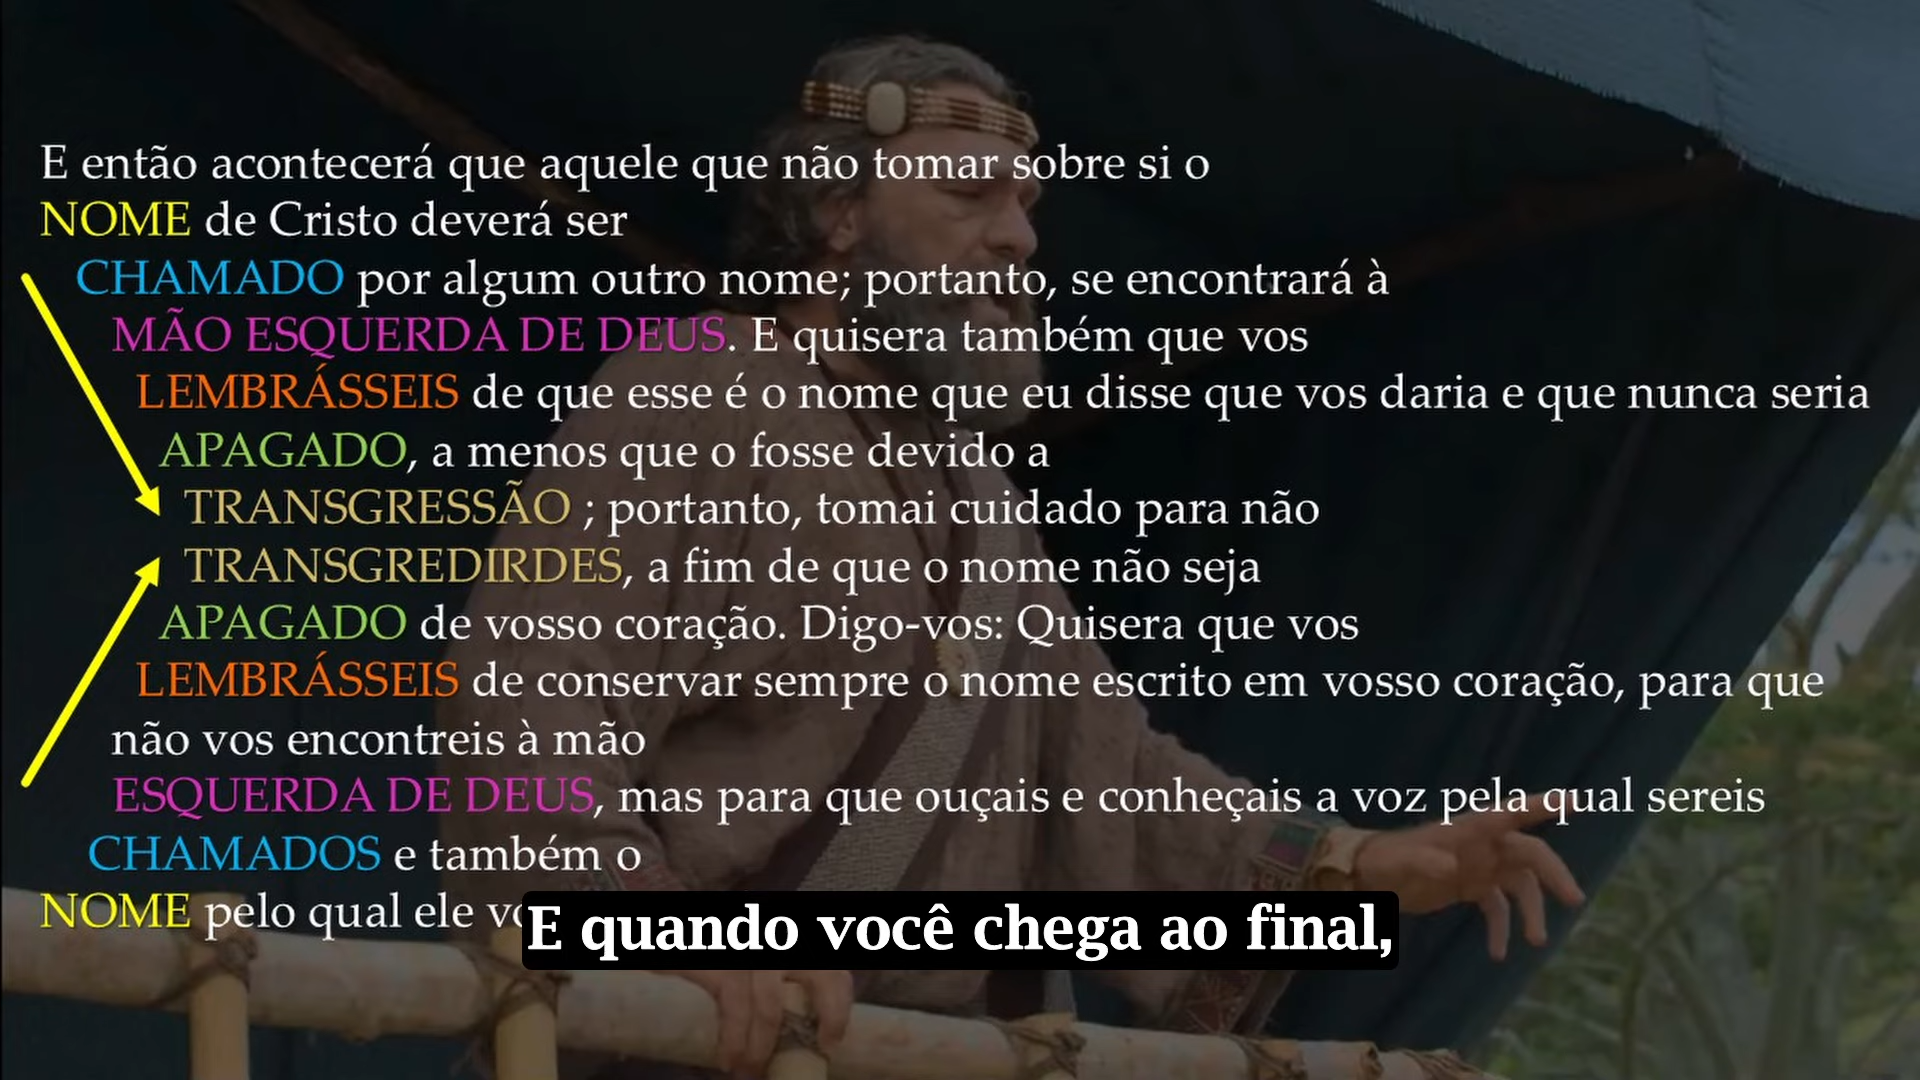 E então acontecerá que aquele que não tomar sobre si o
NOME de Cristo deverá ser
CHAMADO por algum outro nome; portanto, se encontrará à
MÃO ESQUERDA DE DEUS. E quisera também que vos
LEMBRÁSSEIS de que esse é o nome que eu disse que vos daria e que nunca seria
APAGADO, a menos que o fosse devido a
TRANSGRESSÃO ; portanto, tomai cuidado para não
TRANSGREDIRDES, a fim de que o nome não seja
APAGADO de vosso coração. Digo-vos: Quisera que vos
LEMBRÁSSEIS de conservar sempre o nome escrito em vosso coração, para que
não vos encontreis à mão
ESQUERDA DE DEUS, mas para que ouçais e conheçais a voz pela qual sereis
CHAMADOS e também o
NOME pelo qual ele
E quando você chega ao final,